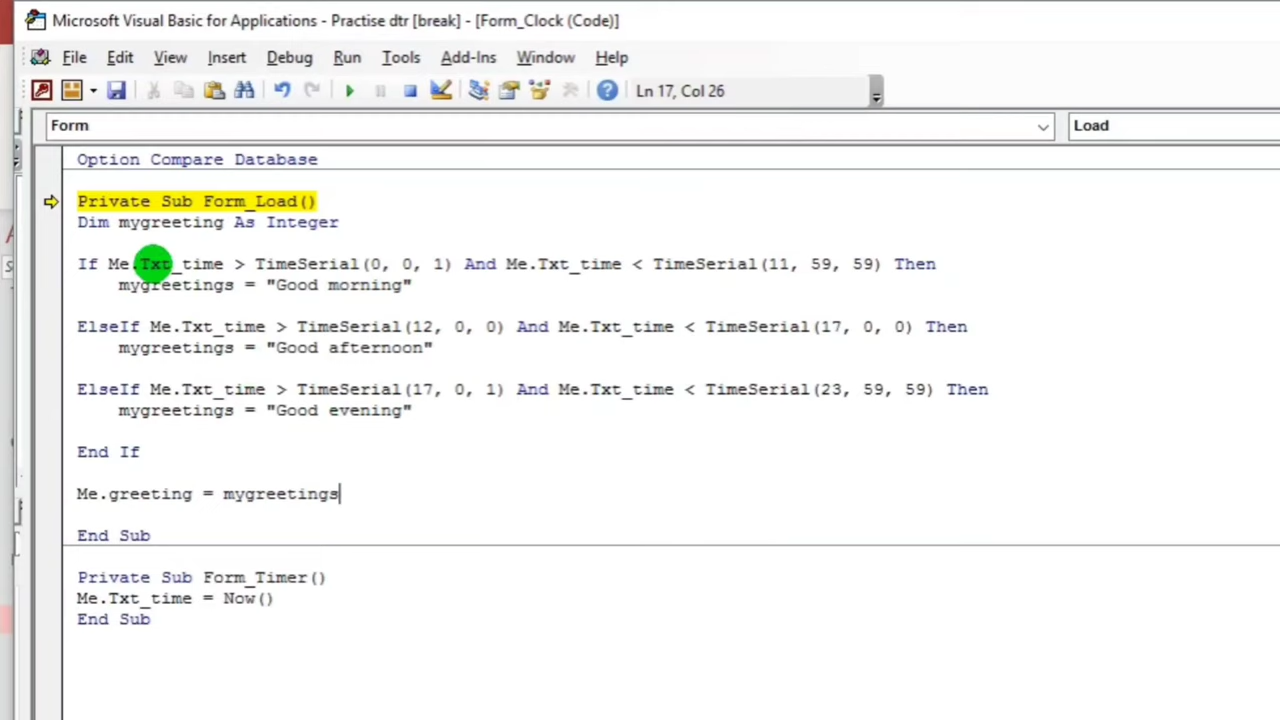 Microsoft Visual Basic for Applications - Practise dtr [break] - [Form_Clock (Code)]
File Edit View Insert Debug Run Tools Add-Ins Window Help
Ln 17, Col 26
Form Load
Option Compare Database
Private Sub Form_Load()
Dim mygreeting As Integer
If Me.Txt_time > TimeSerial(0, 0, 1) And Me.Txt_time < TimeSerial(11, 59, 59) Then
mygreetings = "Good morning"
ElseIf Me.Txt_time > TimeSerial(12, 0, 0) And Me.Txt_time < TimeSerial(17, 0, 0) Then
mygreetings = "Good afternoon"
ElseIf Me.Txt_time > TimeSerial(17, 0, 1) And Me.Txt_time < TimeSerial(23, 59, 59) Then
mygreetings = "Good evening"
End If
Me.greeting = mygreetings
End Sub
Private Sub Form_Timer()
Me.Txt_time = Now()
End Sub